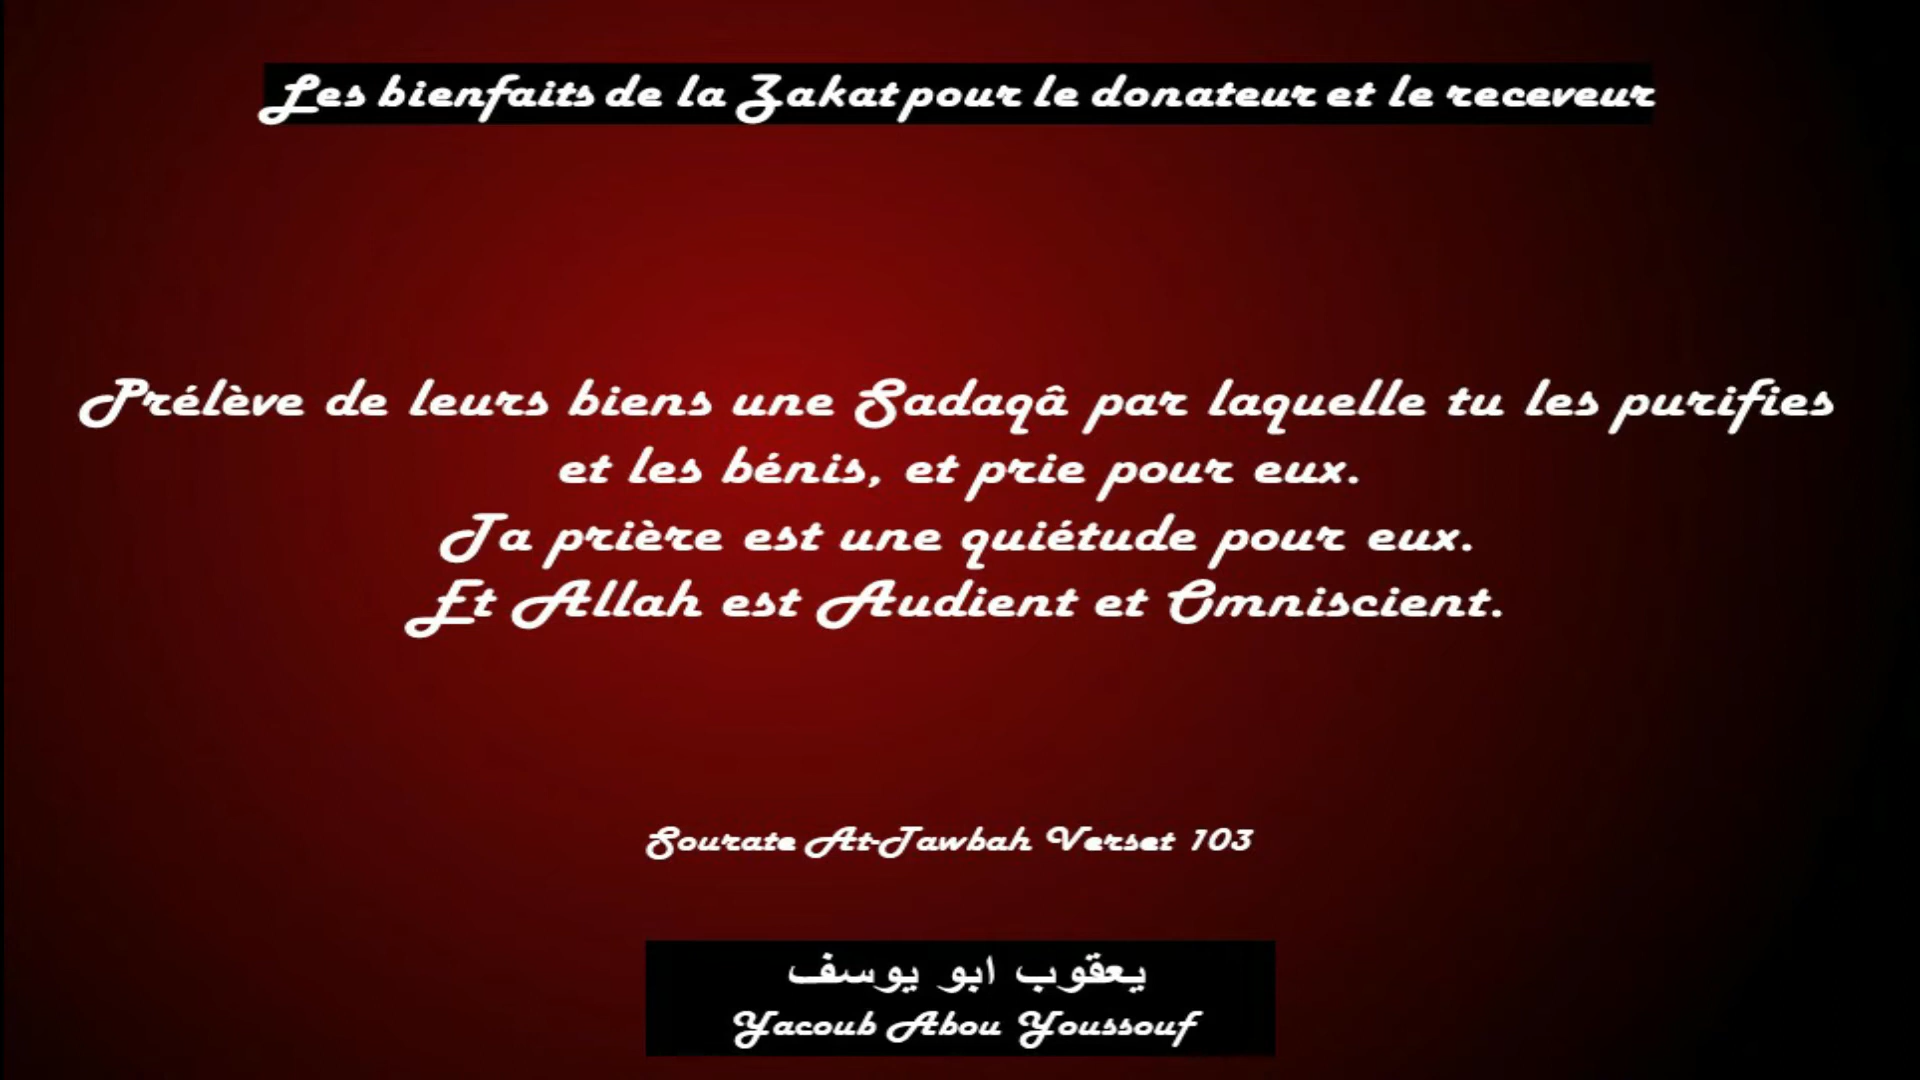 Les bienfaits de la Zakat pour le donateur et le receveur
Prélève de leurs biens une Sadaqâ par laquelle tu les purifies
et les bénis, et prie pour eux.
Ta prière est une quiétude pour eux.
Et Allah est Audient et Omniscient.
Sourate At-Tawbah Verset 103
يعقوب ابو يوسف
Yacoub Abou Youssouf